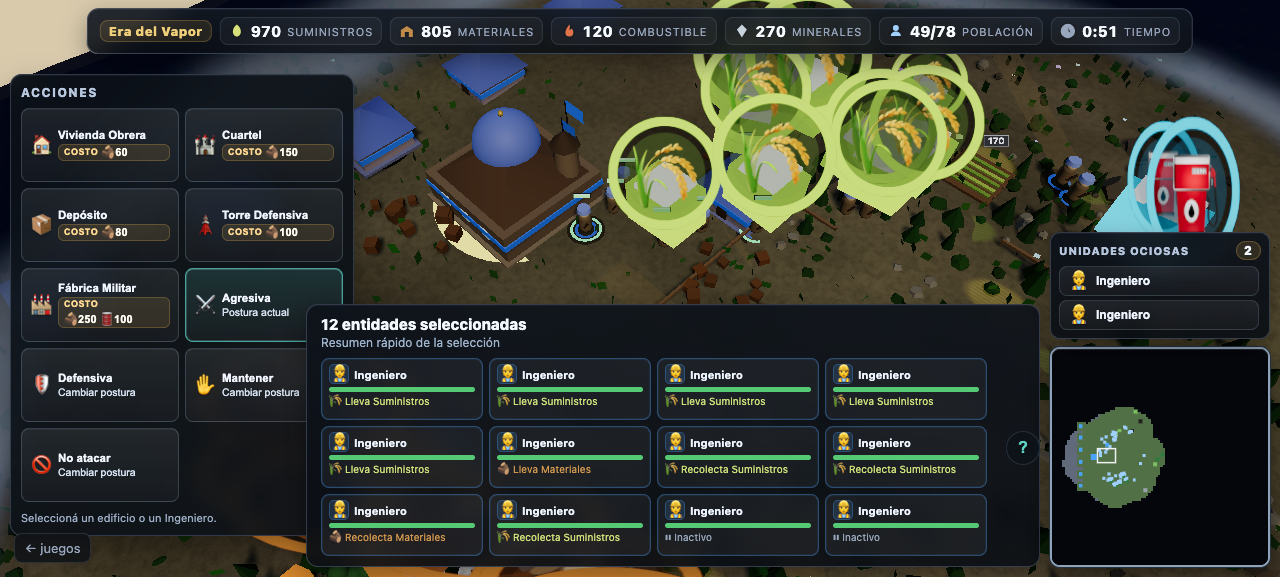 Era del Vapor
970 SUMINISTROS
805 MATERIALES
120 COMBUSTIBLE
270 MINERALES
49/78 POBLACIÓN
0:51 TIEMPO
ACCIONES
Vivienda Obrera
COSTO 60
Cuartel
COSTO 150
Depósito
COSTO 80
Torre Defensiva
COSTO 100
Fábrica Militar
COSTO
250 100
Agresiva
Postura actual
Defensiva
Cambiar postura
Mantener
Cambiar postura
No atacar
Cambiar postura
Seleccioná un edificio o un Ingeniero.
← juegos
170
12 entidades seleccionadas
Resumen rápido de la selección
Ingeniero
Lleva Suministros
Ingeniero
Lleva Suministros
Ingeniero
Lleva Suministros
Ingeniero
Lleva Suministros
Ingeniero
Lleva Suministros
Ingeniero
Lleva Materiales
Ingeniero
Recolecta Suministros
Ingeniero
Recolecta Suministros
Ingeniero
Recolecta Materiales
Ingeniero
Recolecta Suministros
Ingeniero
Inactivo
Ingeniero
Inactivo
?
UNIDADES OCIOSAS 2
Ingeniero
Ingeniero